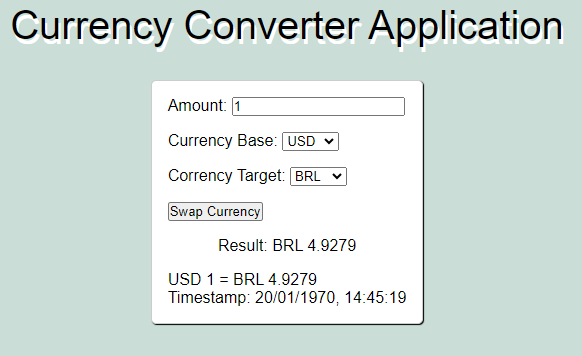 Currency Converter Application
Amount: 1
Currency Base: USD
Corrency Target: BRL
Swap Currency
Result: BRL 4.9279
USD 1 = BRL 4.9279
Timestamp: 20/01/1970, 14:45:19